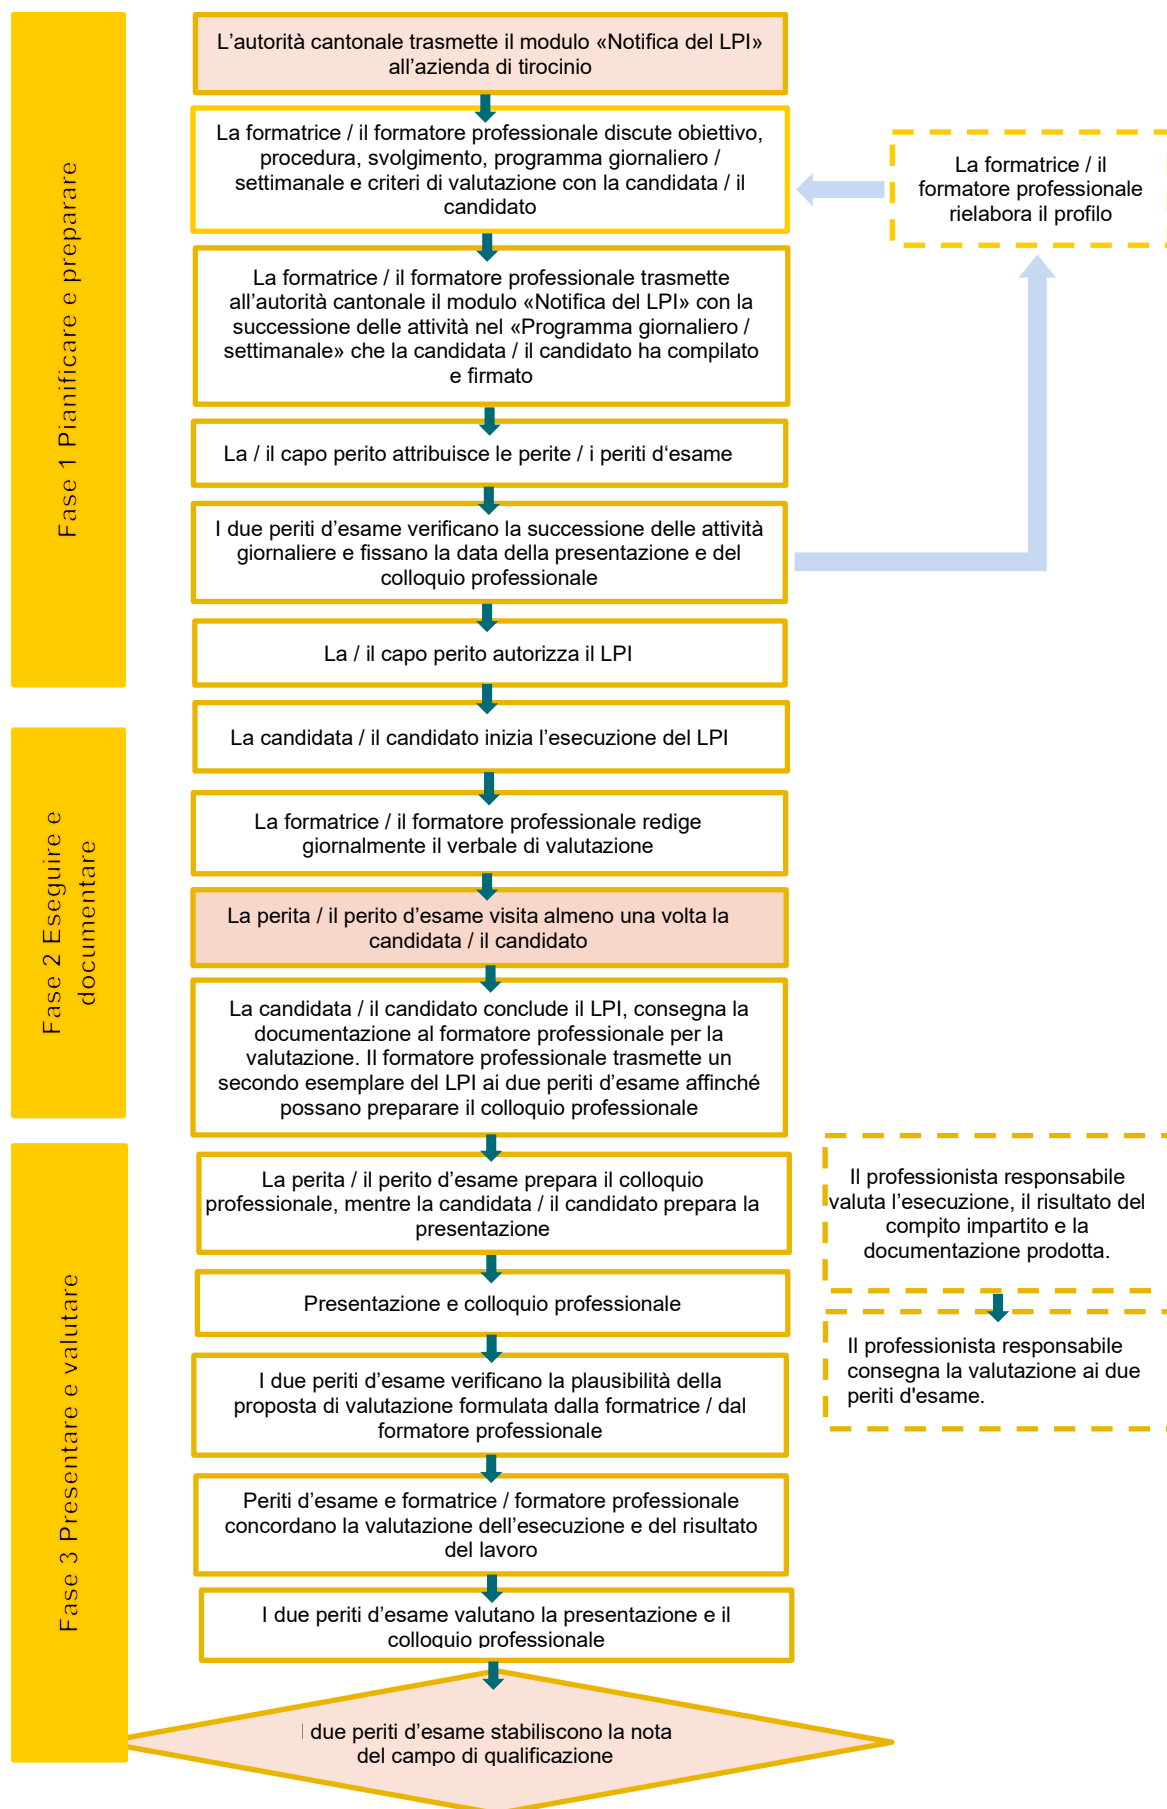 Fase 1 Pianificare e preparare
L'autorità cantonale trasmette il modulo «Notifica del LPI»
all'azienda di tirocinio
La formatrice / il formatore professionale discute obiettivo,
procedura, svolgimento, programma giornaliero /
settimanale e criteri di valutazione con la candidata / il
candidato
La formatrice / il
formatore professionale
rielabora il profilo
La formatrice / il formatore professionale trasmette
all'autorità cantonale il modulo «Notifica del LPI» con la
successione delle attività nel «Programma giornaliero /
settimanale» che la candidata / il candidato ha compilato
e firmato
La / il capo perito attribuisce le perite / i periti d'esame
I due periti d'esame verificano la successione delle attività
giornaliere e fissano la data della presentazione e del
colloquio professionale
La / il capo perito autorizza il LPI
Fase 2 Eseguire e
documentare
La candidata / il candidato inizia l'esecuzione del LPI
La formatrice / il formatore professionale redige
giornalmente il verbale di valutazione
La perita / il perito d'esame visita almeno una volta la
candidata / il candidato
La candidata / il candidato conclude il LPI, consegna la
documentazione al formatore professionale per la
valutazione. Il formatore professionale trasmette un
secondo esemplare del LPI ai due periti d'esame affinché
possano preparare il colloquio professionale
Fase 3 Presentare e valutare
La perita / il perito d'esame prepara il colloquio
professionale, mentre la candidata / il candidato prepara la
presentazione
Il professionista responsabile
valuta l'esecuzione, il risultato del
compito impartito e la
documentazione prodotta.
Presentazione e colloquio professionale
Il professionista responsabile
consegna la valutazione ai due
periti d'esame.
I due periti d'esame verificano la plausibilità della
proposta di valutazione formulata dalla formatrice / dal
formatore professionale
Periti d'esame e formatrice / formatore professionale
concordano la valutazione dell'esecuzione e del risultato
del lavoro
I due periti d'esame valutano la presentazione e il
colloquio professionale
I due periti d'esame stabiliscono la nota
del campo di qualificazione